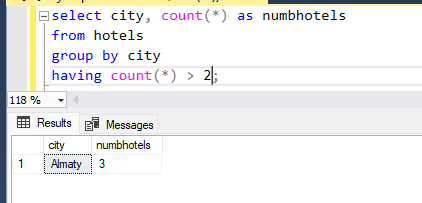 select city, count(*) as numbhotels
from hotels
group by city
having count(*) > 2;
118 %
Results Messages
city numbhotels
1 Almaty 3